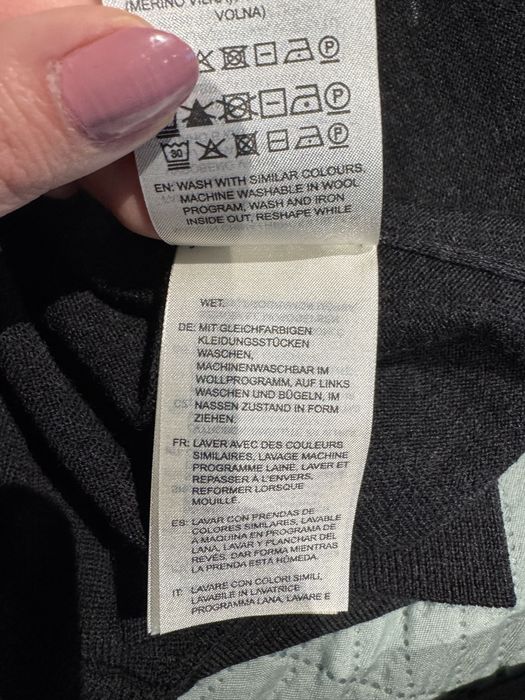 (MERINO
VOLNA)
P
P
30 P
EN: WASH WITH SIMILAR COLOURS,
MACHINE WASHABLE IN WOOL
PROGRAM, WASH AND IRON
INSIDE OUT, RESHAPE WHILE
WET.
DE: MIT GLEICHFARBIGEN
KLEIDUNGSSTÜCKEN
WASCHEN,
MACHINENWASCHBAR IM
WOLLPROGRAMM, AUF LINKS
WASCHEN UND BÜGELN, IM
NASSEN ZUSTAND IN FORM
ZIEHEN.
FR: LAVER AVEC DES COULEURS
SIMILAIRES, LAVAGE MACHINE
PROGRAMME LAINE, LAVER ET
REPASSER À L'ENVERS,
REFORMER LORSQUE
MOUILLÉ.
ES: LAVAR CON PRENDAS DE
COLORES SIMILARES, LAVABLE
A MAQUINA EN PROGRAMA DE
LANA, LAVAR Y PLANCHAR DEL
REVÉS, DAR FORMA MIENTRAS
LA PRENDA ESTA HÚMEDA.
IT: LAVARE CON COLORI SIMILI,
LAVABILE IN LAVATRICE
PROGRAMMA LANA, LAVARE E